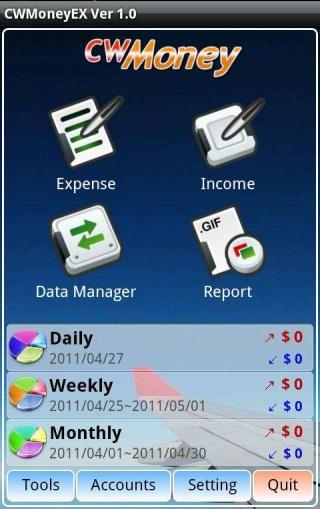 CWMoneyEX Ver 1.0
CWMoney
Expense
Income
.GIF
Data Manager
Report
Daily
$ 0
2011/04/27
$ 0
Weekly
$ 0
2011/04/25~2011/05/01
$ 0
Monthly
$ 0
2011/04/01~2011/04/30
$ 0
Tools Accounts Setting Quit